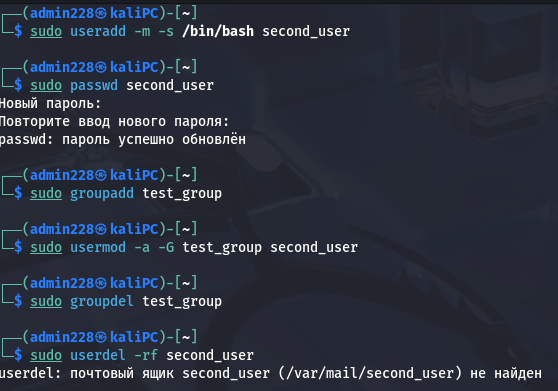 ┌──(admin228㉿kaliPC)-[~]
└─$ sudo useradd -m -s /bin/bash second_user
┌──(admin228㉿kaliPC)-[~]
└─$ sudo passwd second_user
Новый пароль:
Повторите ввод нового пароля:
passwd: пароль успешно обновлён
┌──(admin228㉿kaliPC)-[~]
└─$ sudo groupadd test_group
┌──(admin228㉿kaliPC)-[~]
└─$ sudo usermod -a -G test_group second_user
┌──(admin228㉿kaliPC)-[~]
└─$ sudo groupdel test_group
┌──(admin228㉿kaliPC)-[~]
└─$ sudo userdel -rf second_user
userdel: почтовый ящик second_user (/var/mail/second_user) не найден